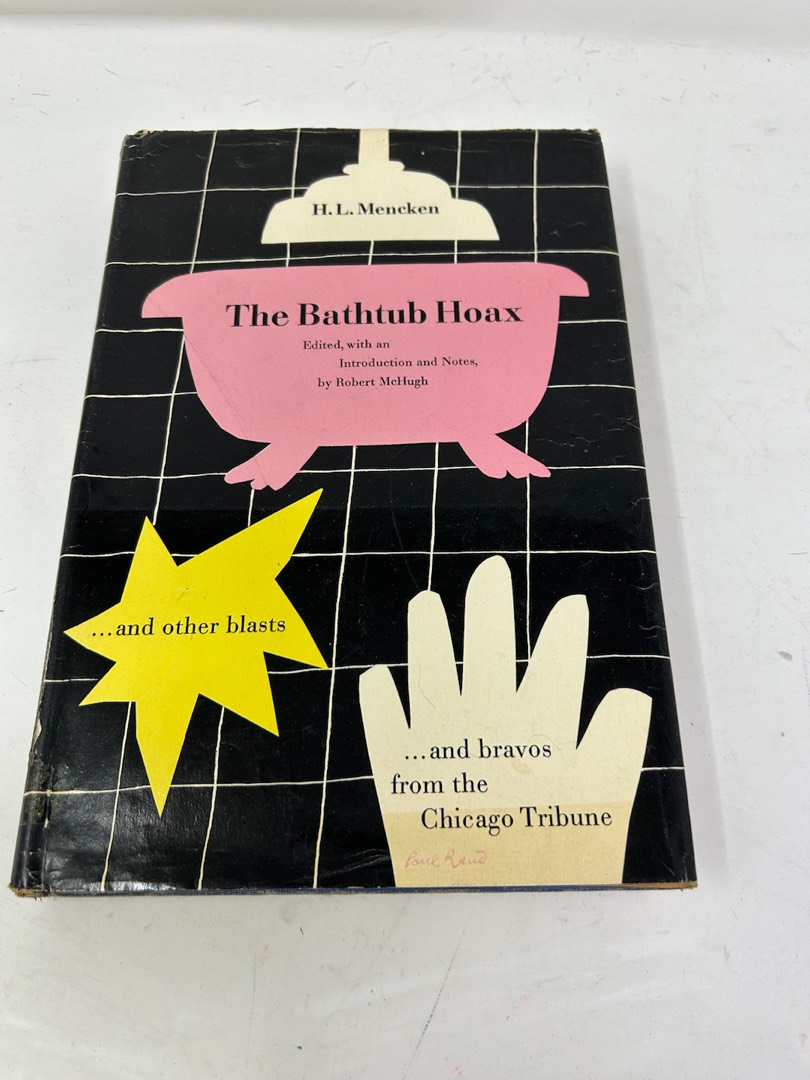 H. L. Mencken
The Bathtub Hoax
Edited, with an
Introduction and Notes,
by Robert McHugh
...and other blasts
...and bravos
from the
Chicago Tribune
Paul Rand